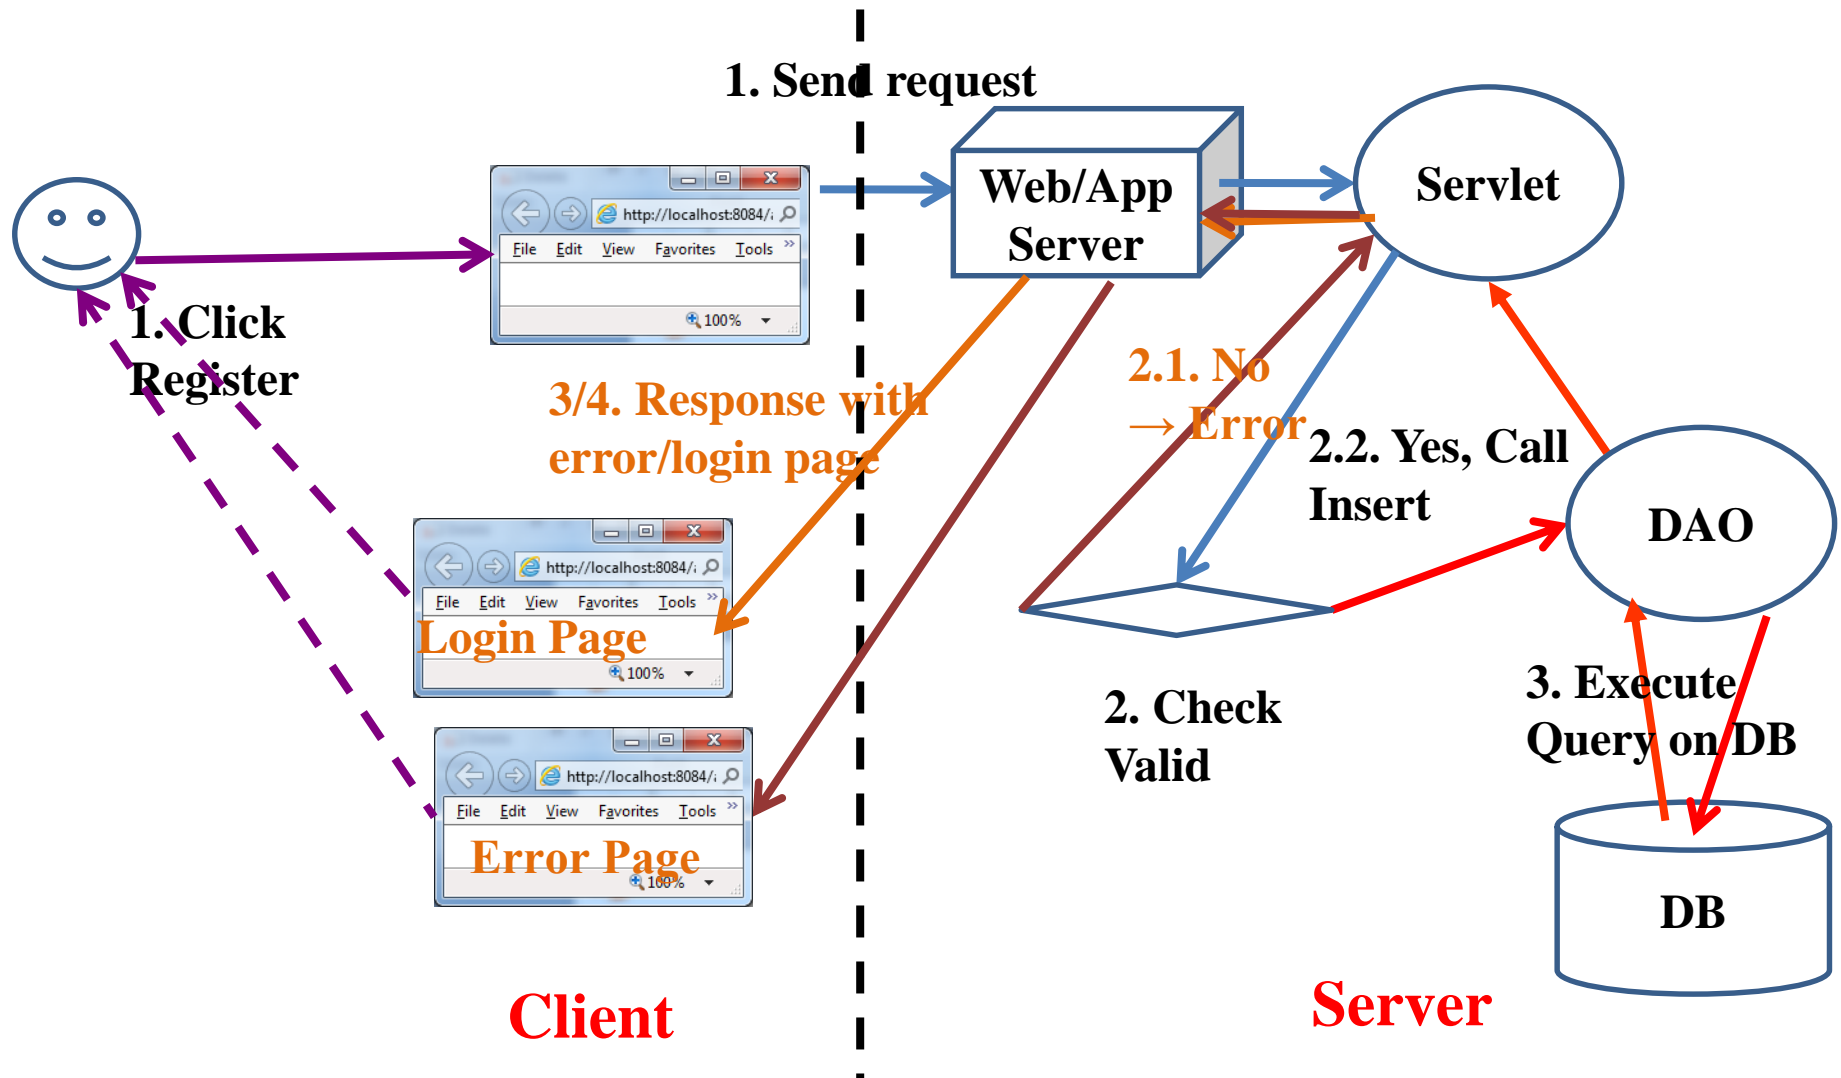 1. Send request
http://localhost:8084/
File Edit View Favorites Tools »
100%
Web/App
Server
Servlet
1. Click
Register
3/4. Response with
error/login page
2.1. No
→ Error
2.2. Yes, Call
Insert
DAO
http://localhost:8084/
File Edit View Favorites Tools »
Login Page
100%
2. Check
Valid
3. Execute
Query on DB
http://localhost:8084/
File Edit View Favorites Tools »
Error Page
100%
DB
Client
Server